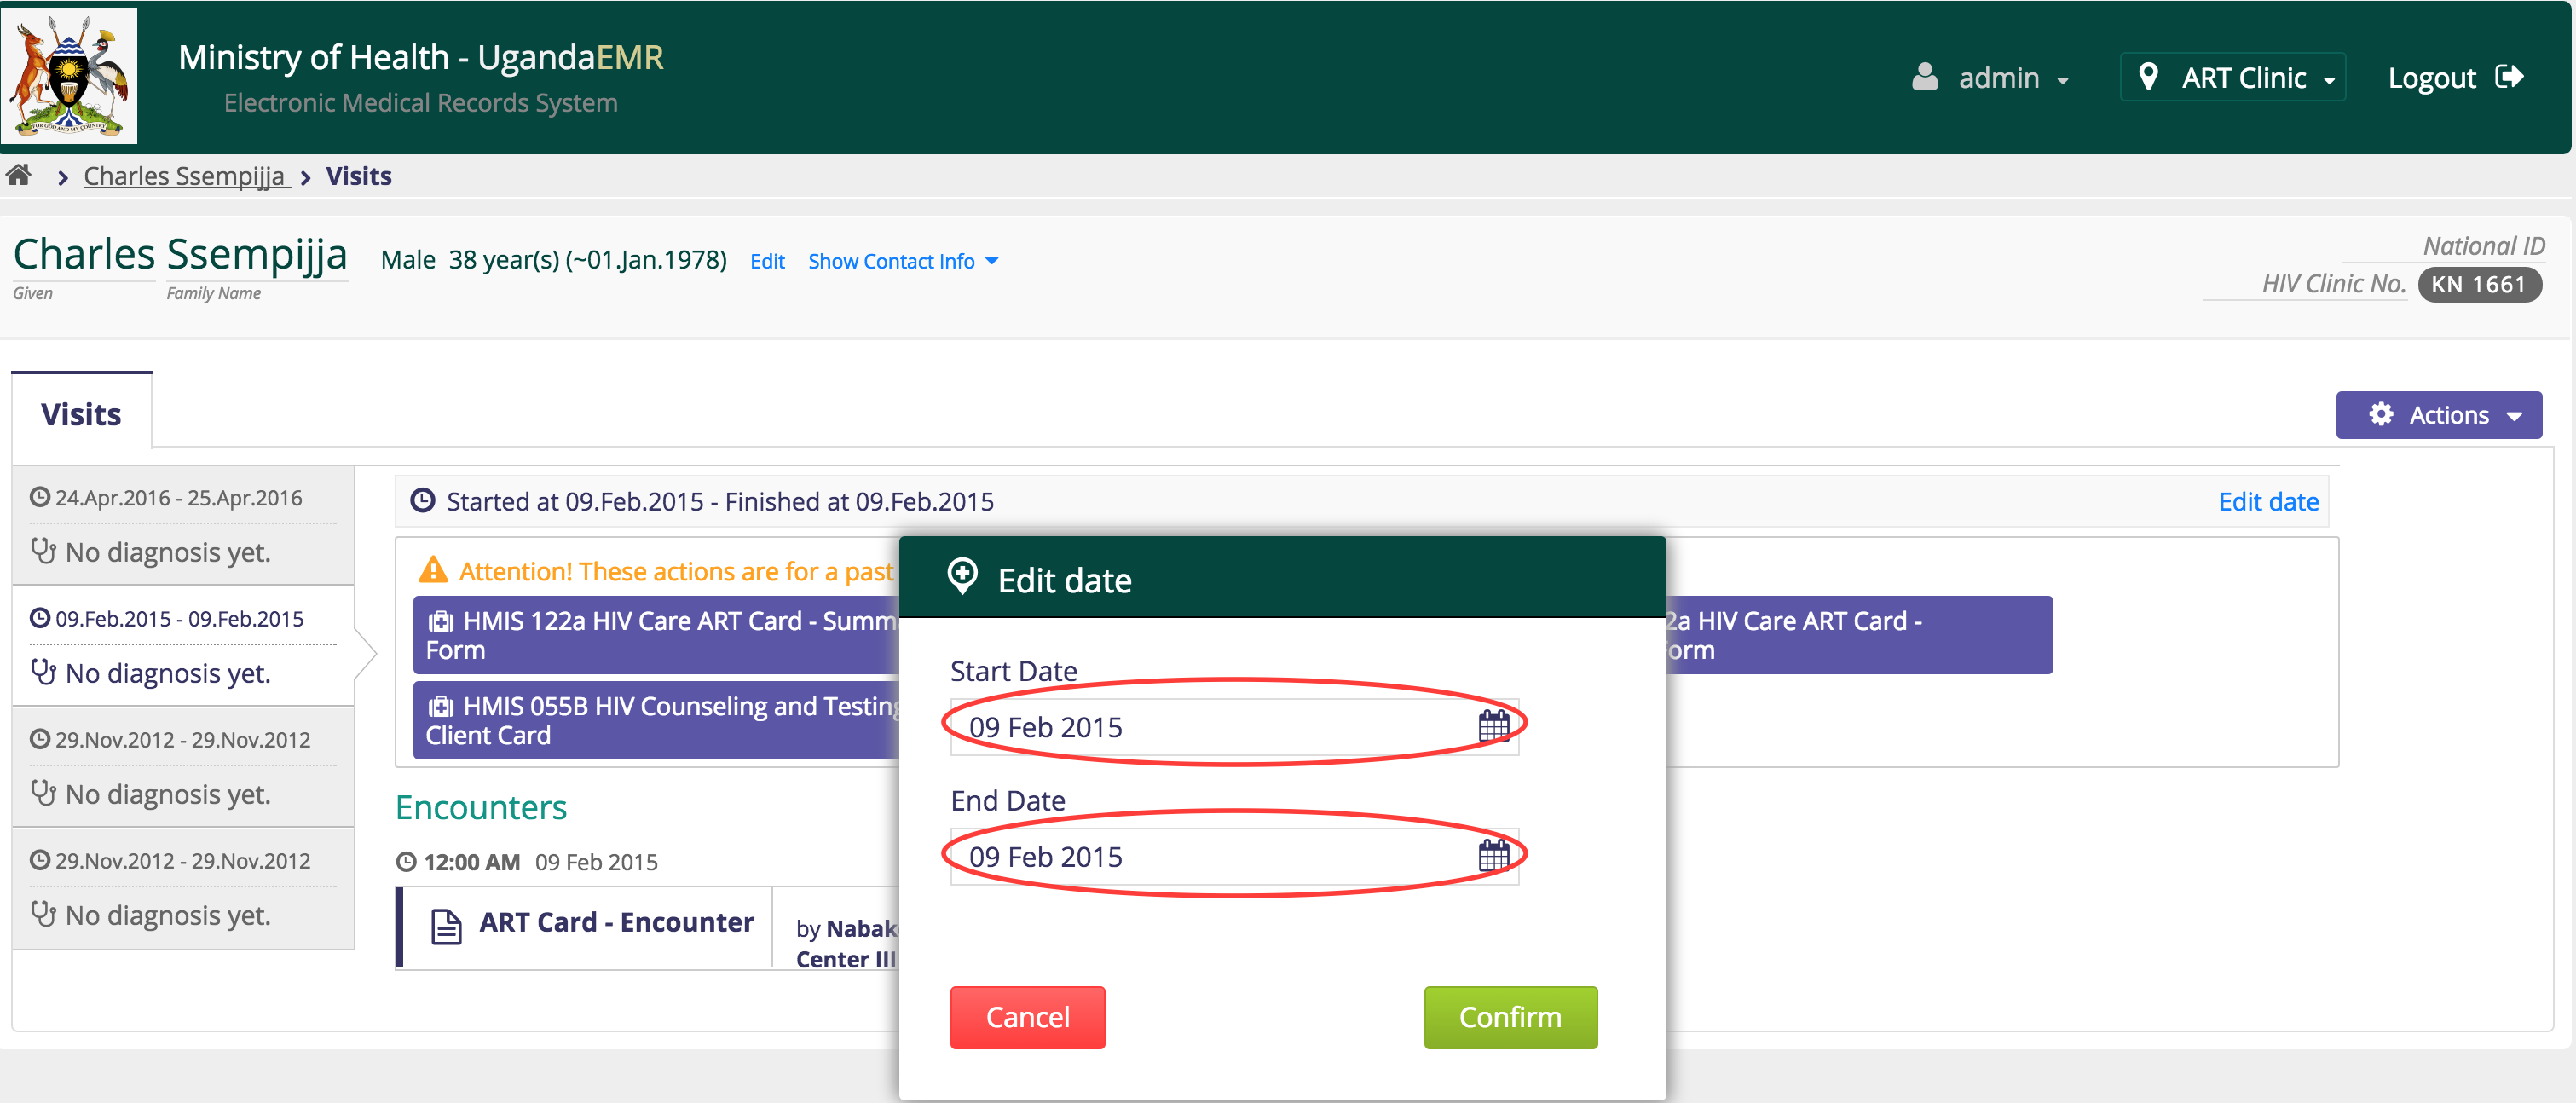 Ministry of Health - UgandaEMR
Electronic Medical Records System
admin
ART Clinic
Logout
FOR GOD AND MY COUNTRY
Charles Ssempijja
Visits
Charles Ssempijja
Given
Family Name
Male 38 year(s) (~01.Jan.1978) Edit Show Contact Info
National ID
HIV Clinic No. KN 1661
Visits
Actions
24.Apr.2016 - 25.Apr.2016
No diagnosis yet.
09.Feb.2015 - 09.Feb.2015
No diagnosis yet.
29.Nov.2012 - 29.Nov.2012
No diagnosis yet.
29.Nov.2012 - 29.Nov.2012
No diagnosis yet.
Started at 09.Feb.2015 - Finished at 09.Feb.2015
Edit date
Attention! These actions are for a past
HMIS 122a HIV Care ART Card - Summ
Form
2a HIV Care ART Card -
orm
HMIS 055B HIV Counseling and Testing
Client Card
Encounters
12:00 AM 09 Feb 2015
ART Card - Encounter
by Nabak
Center III
Edit date
Start Date
09 Feb 2015
End Date
09 Feb 2015
Cancel
Confirm